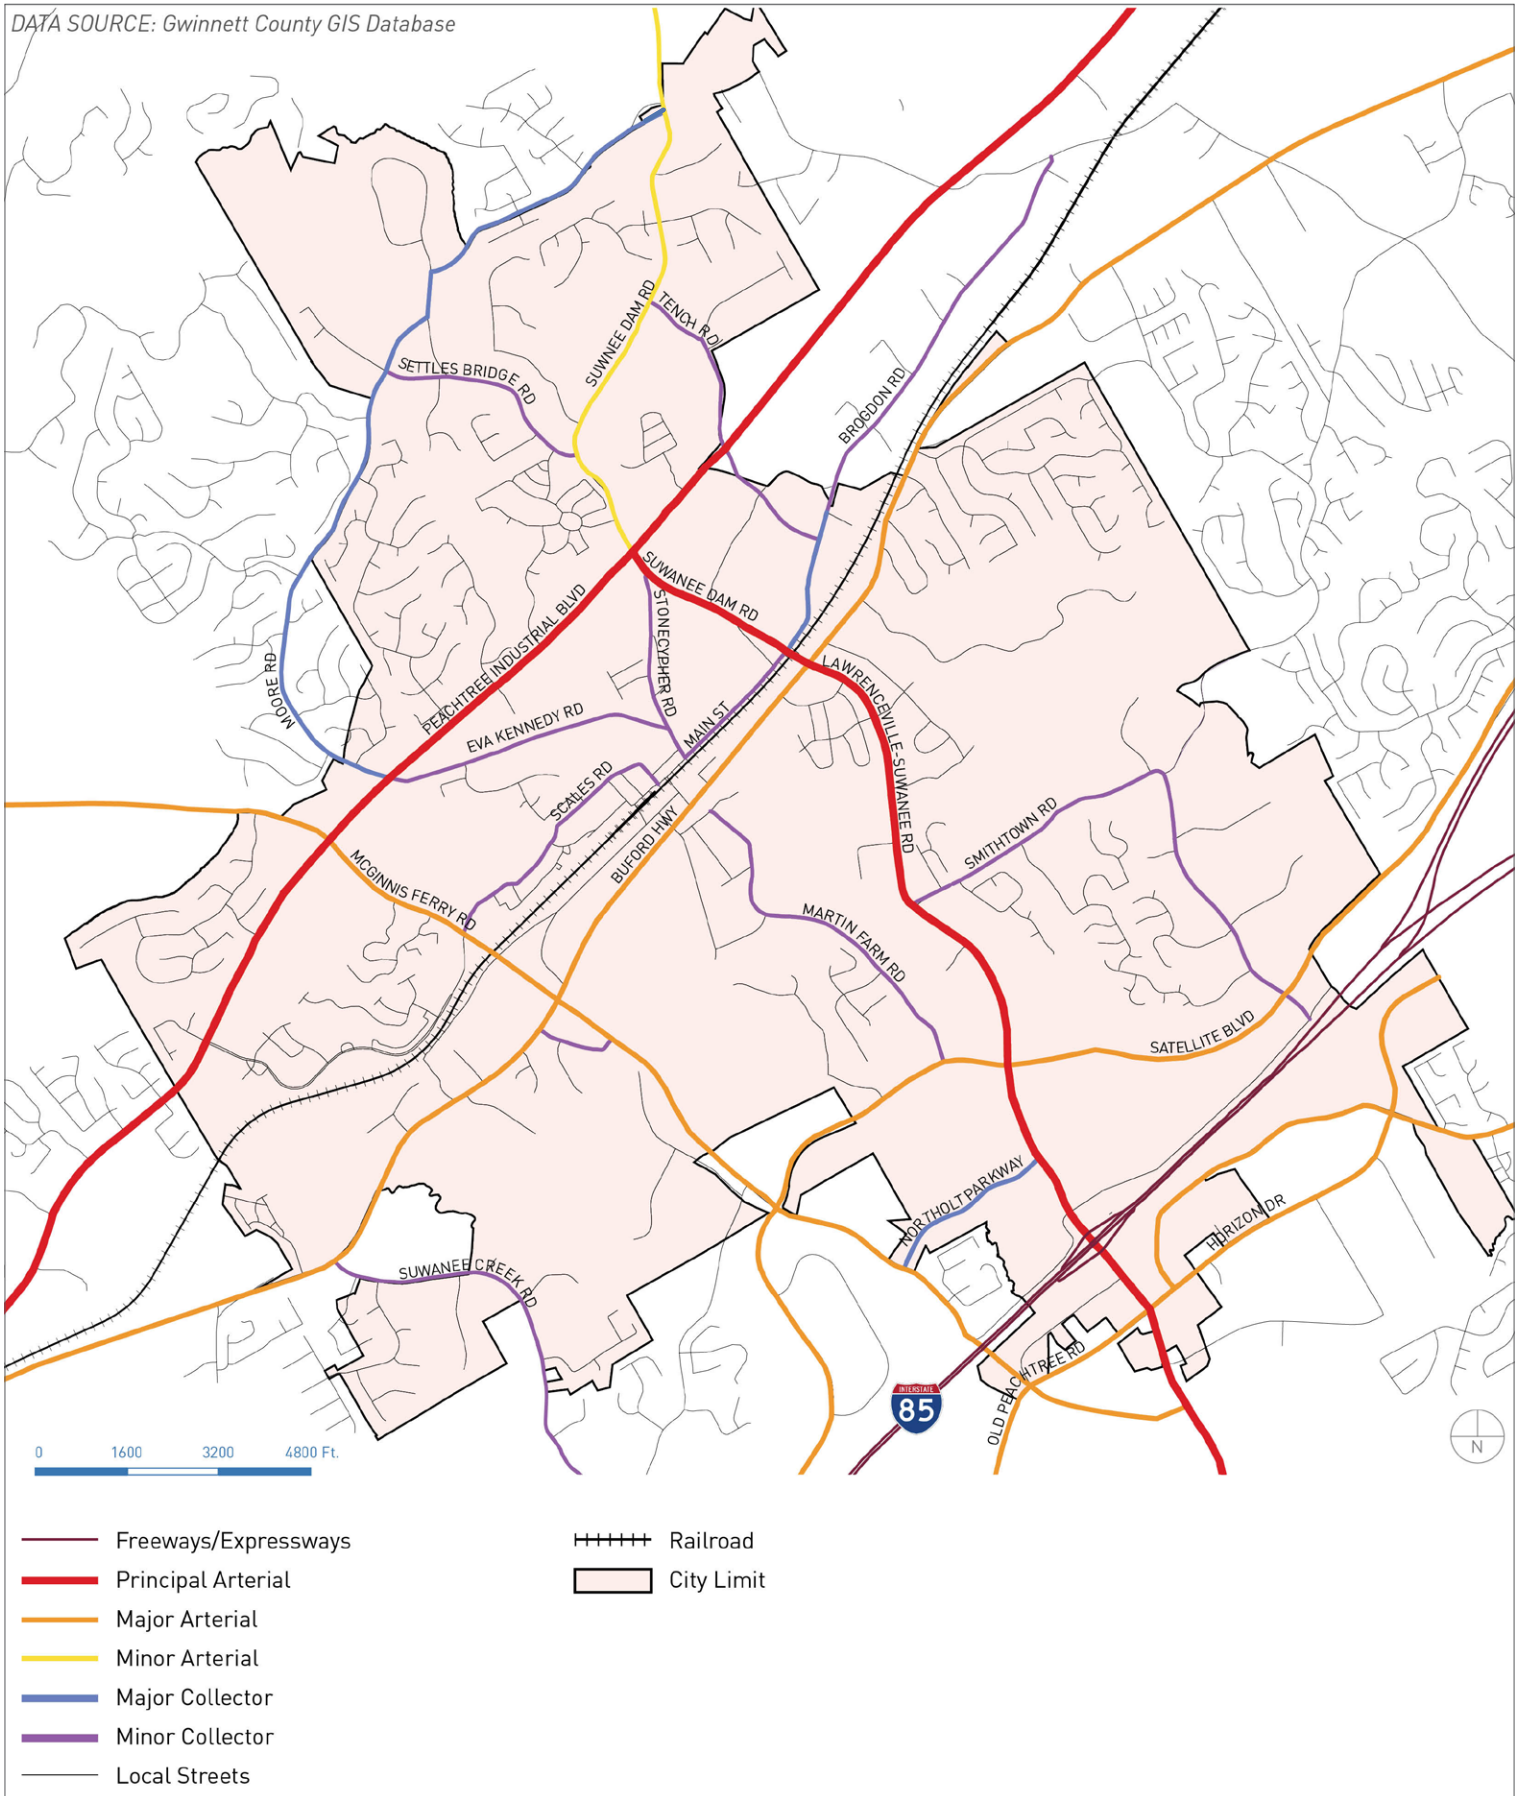 DATA SOURCE: Gwinnett County GIS Database
SUWNEE DAM RD
TENCH RD
SETTLES BRIDGE RD
BROGDON RD
SUWANEE DAM RD
STONECYPHER RD
PEACHTREE INDUSTRIAL BLVD
MOORE RD
LAWRENCEVILLE-SUWANEE RD
EVA KENNEDY RD
MAIN ST
SCALES RD
BUFORD HWY
SMITHTOWN RD
MCGINNIS FERRY RD
MARTIN FARM RD
SATELLITE BLVD
NORTHOLT PARKWAY
HORIZON DR
SUWANEE CREEK RD
OLD PEACHTREE RD
INTERSTATE
85
0 1600 3200 4800 Ft.
N
Freeways/Expressways
Principal Arterial
Major Arterial
Minor Arterial
Major Collector
Minor Collector
Local Streets
Railroad
City Limit